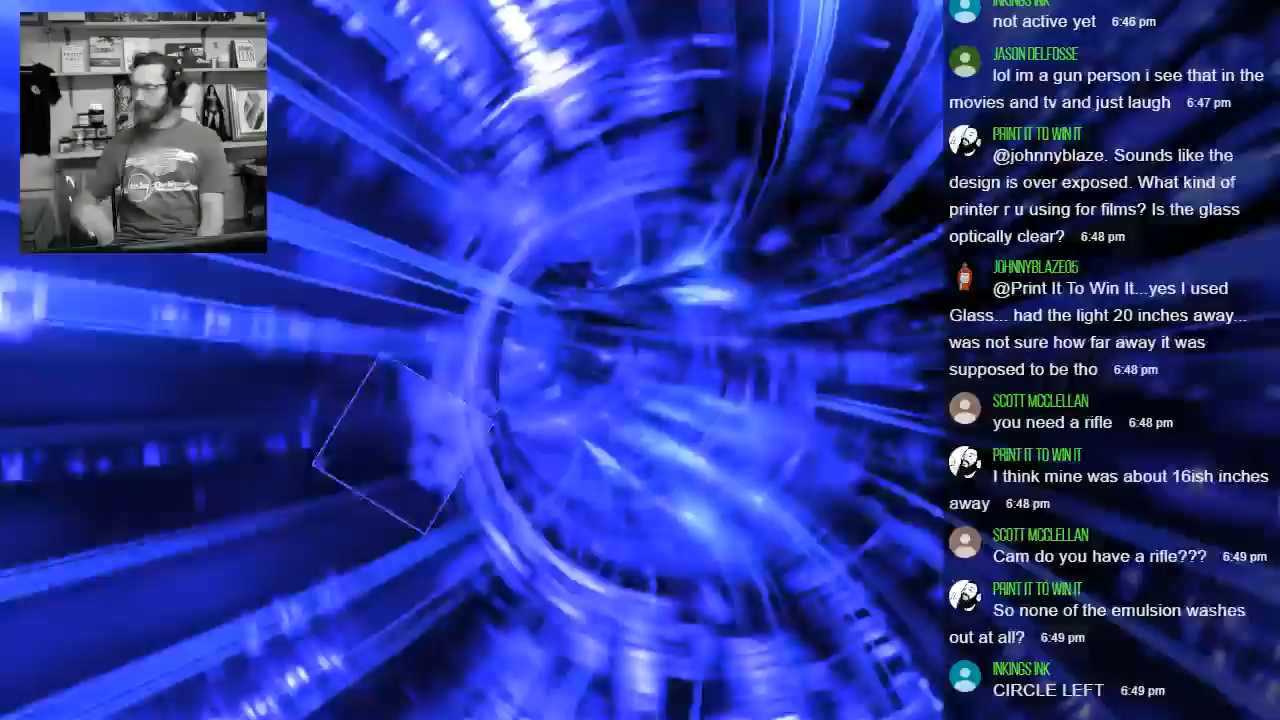 INKINGS INK
not active yet 6:46 pm
JASON DELFOSSE
lol im a gun person i see that in the
movies and tv and just laugh 6:47 pm
PRINT IT TO WIN IT
@johnnyblaze. Sounds like the
design is over exposed. What kind of
printer r u using for films? Is the glass
optically clear? 6:48 pm
JOHNNYBLAZE05
@Print It To Win It...yes I used
Glass... had the light 20 inches away...
was not sure how far away it was
supposed to be tho 6:48 pm
SCOTT MCCLELLAN
you need a rifle 6:48 pm
PRINT IT TO WIN IT
I think mine was about 16ish inches
away 6:48 pm
SCOTT MCCLELLAN
Cam do you have a rifle??? 6:49 pm
PRINT IT TO WIN IT
So none of the emulsion washes
out at all? 6:49 pm
INKINGS INK
CIRCLE LEFT 6:49 pm